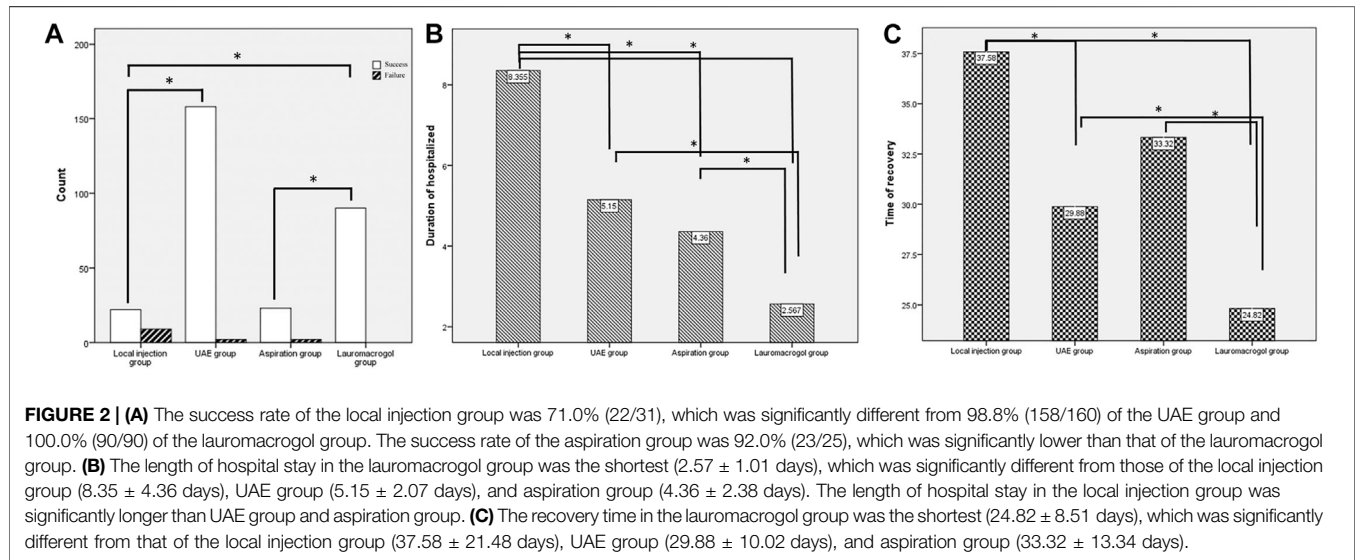 A
200
150
100
50
0
Count
Success
Failure
*
*
*
Local injection
group
UAE group
Aspiration group
Lauromacrogol
group
B
8
6
4
2
Duration of hospitalized
*
*
*
*
*
8.355
5.15
4.36
2.567
Local injection group
UAE group
Aspiration group
Lauromacrogol group
C
37.5
35.0
32.5
30.0
27.5
25.0
Time of recovery
*
*
*
*
37.58
29.88
33.32
24.82
Local injection group
UAE group
Aspiration group
Lauromacrogol group
FIGURE 2 | (A) The success rate of the local injection group was 71.0% (22/31), which was significantly different from 98.8% (158/160) of the UAE group and
100.0% (90/90) of the lauromacrogol group. The success rate of the aspiration group was 92.0% (23/25), which was significantly lower than that of the lauromacrogol
group. (B) The length of hospital stay in the lauromacrogol group was the shortest (2.57 ± 1.01 days), which was significantly different from those of the local injection
group (8.35 ± 4.36 days), UAE group (5.15 ± 2.07 days), and aspiration group (4.36 ± 2.38 days). The length of hospital stay in the local injection group was
significantly longer than UAE group and aspiration group. (C) The recovery time in the lauromacrogol group was the shortest (24.82 ± 8.51 days), which was significantly
different from that of the local injection group (37.58 ± 21.48 days), UAE group (29.88 ± 10.02 days), and aspiration group (33.32 ± 13.34 days).